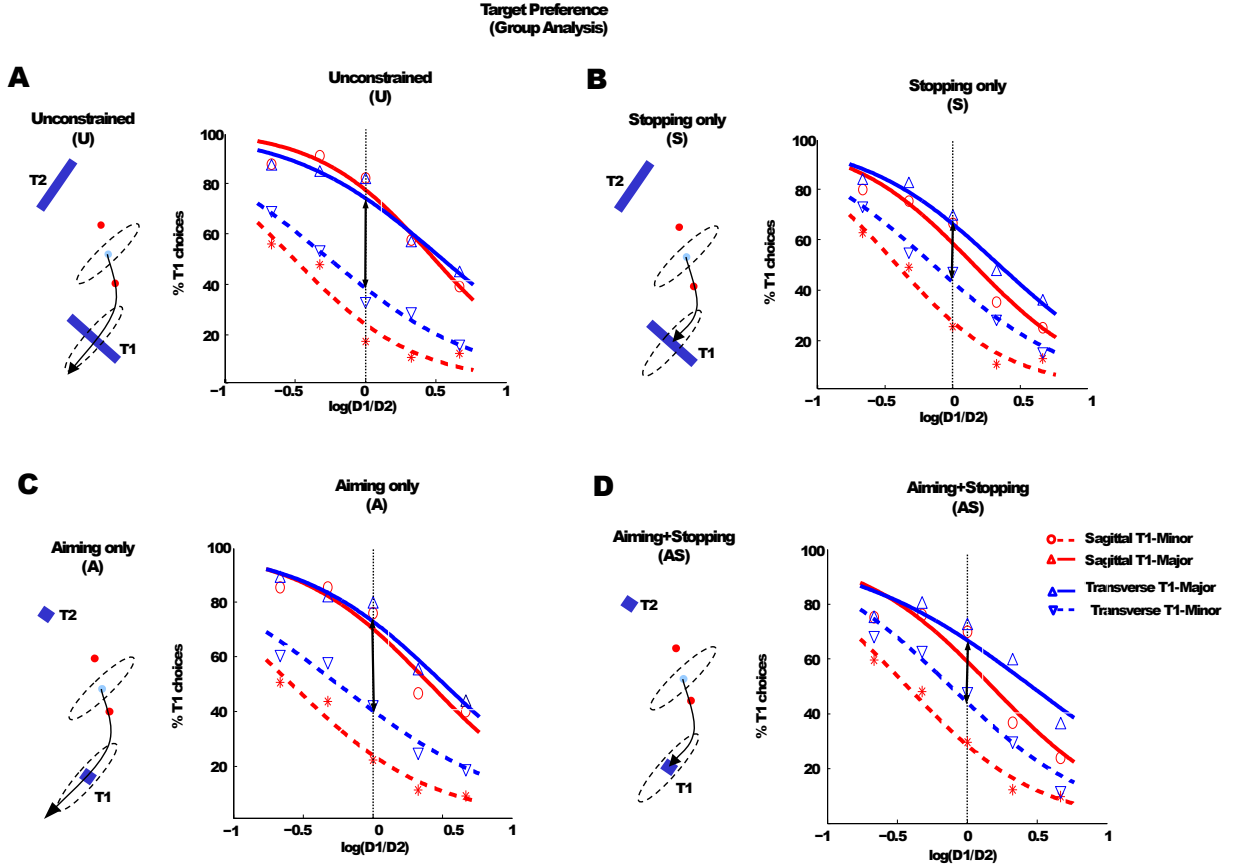 Target Preference
(Group Analysis)
A
Unconstrained
(U)
Unconstrained
(U)
T2
T1
% T1 choices
100
80
60
40
20
−1
−0.5
0
0.5
1
log(D1/D2)
B
Stopping only
(S)
Stopping only
(S)
T2
T1
% T1 choices
100
80
60
40
20
−1
−0.5
0
0.5
1
log(D1/D2)
C
Aiming only
(A)
Aiming only
(A)
T2
T1
% T1 choices
100
80
60
40
20
−1
−0.5
0
0.5
1
log(D1/D2)
D
Aiming+Stopping
(AS)
Aiming+Stopping
(AS)
T2
T1
% T1 choices
100
80
60
40
20
−1
−0.5
0
0.5
1
log(D1/D2)
Sagittal T1-Minor
Sagittal T1-Major
Transverse T1-Major
Transverse T1-Minor